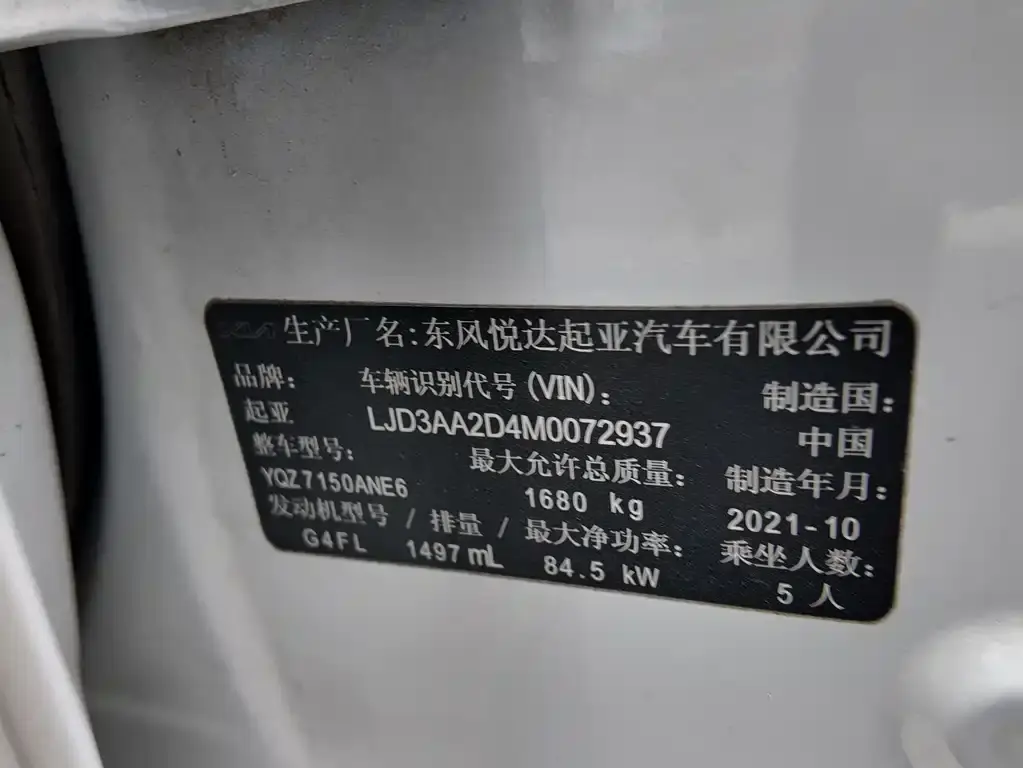 KIA 生产厂名:东风悦达起亚汽车有限公司
品牌: 车辆识别代号(VIN): 制造国:
起亚 LJD3AA2D4M0072937 中国
整车型号: 最大允许总质量: 制造年月:
YQZ7150ANE6 1680 kg 2021-10
发动机型号 / 排量 / 最大净功率: 乘坐人数:
G4FL 1497 mL 84.5 kW 5 人